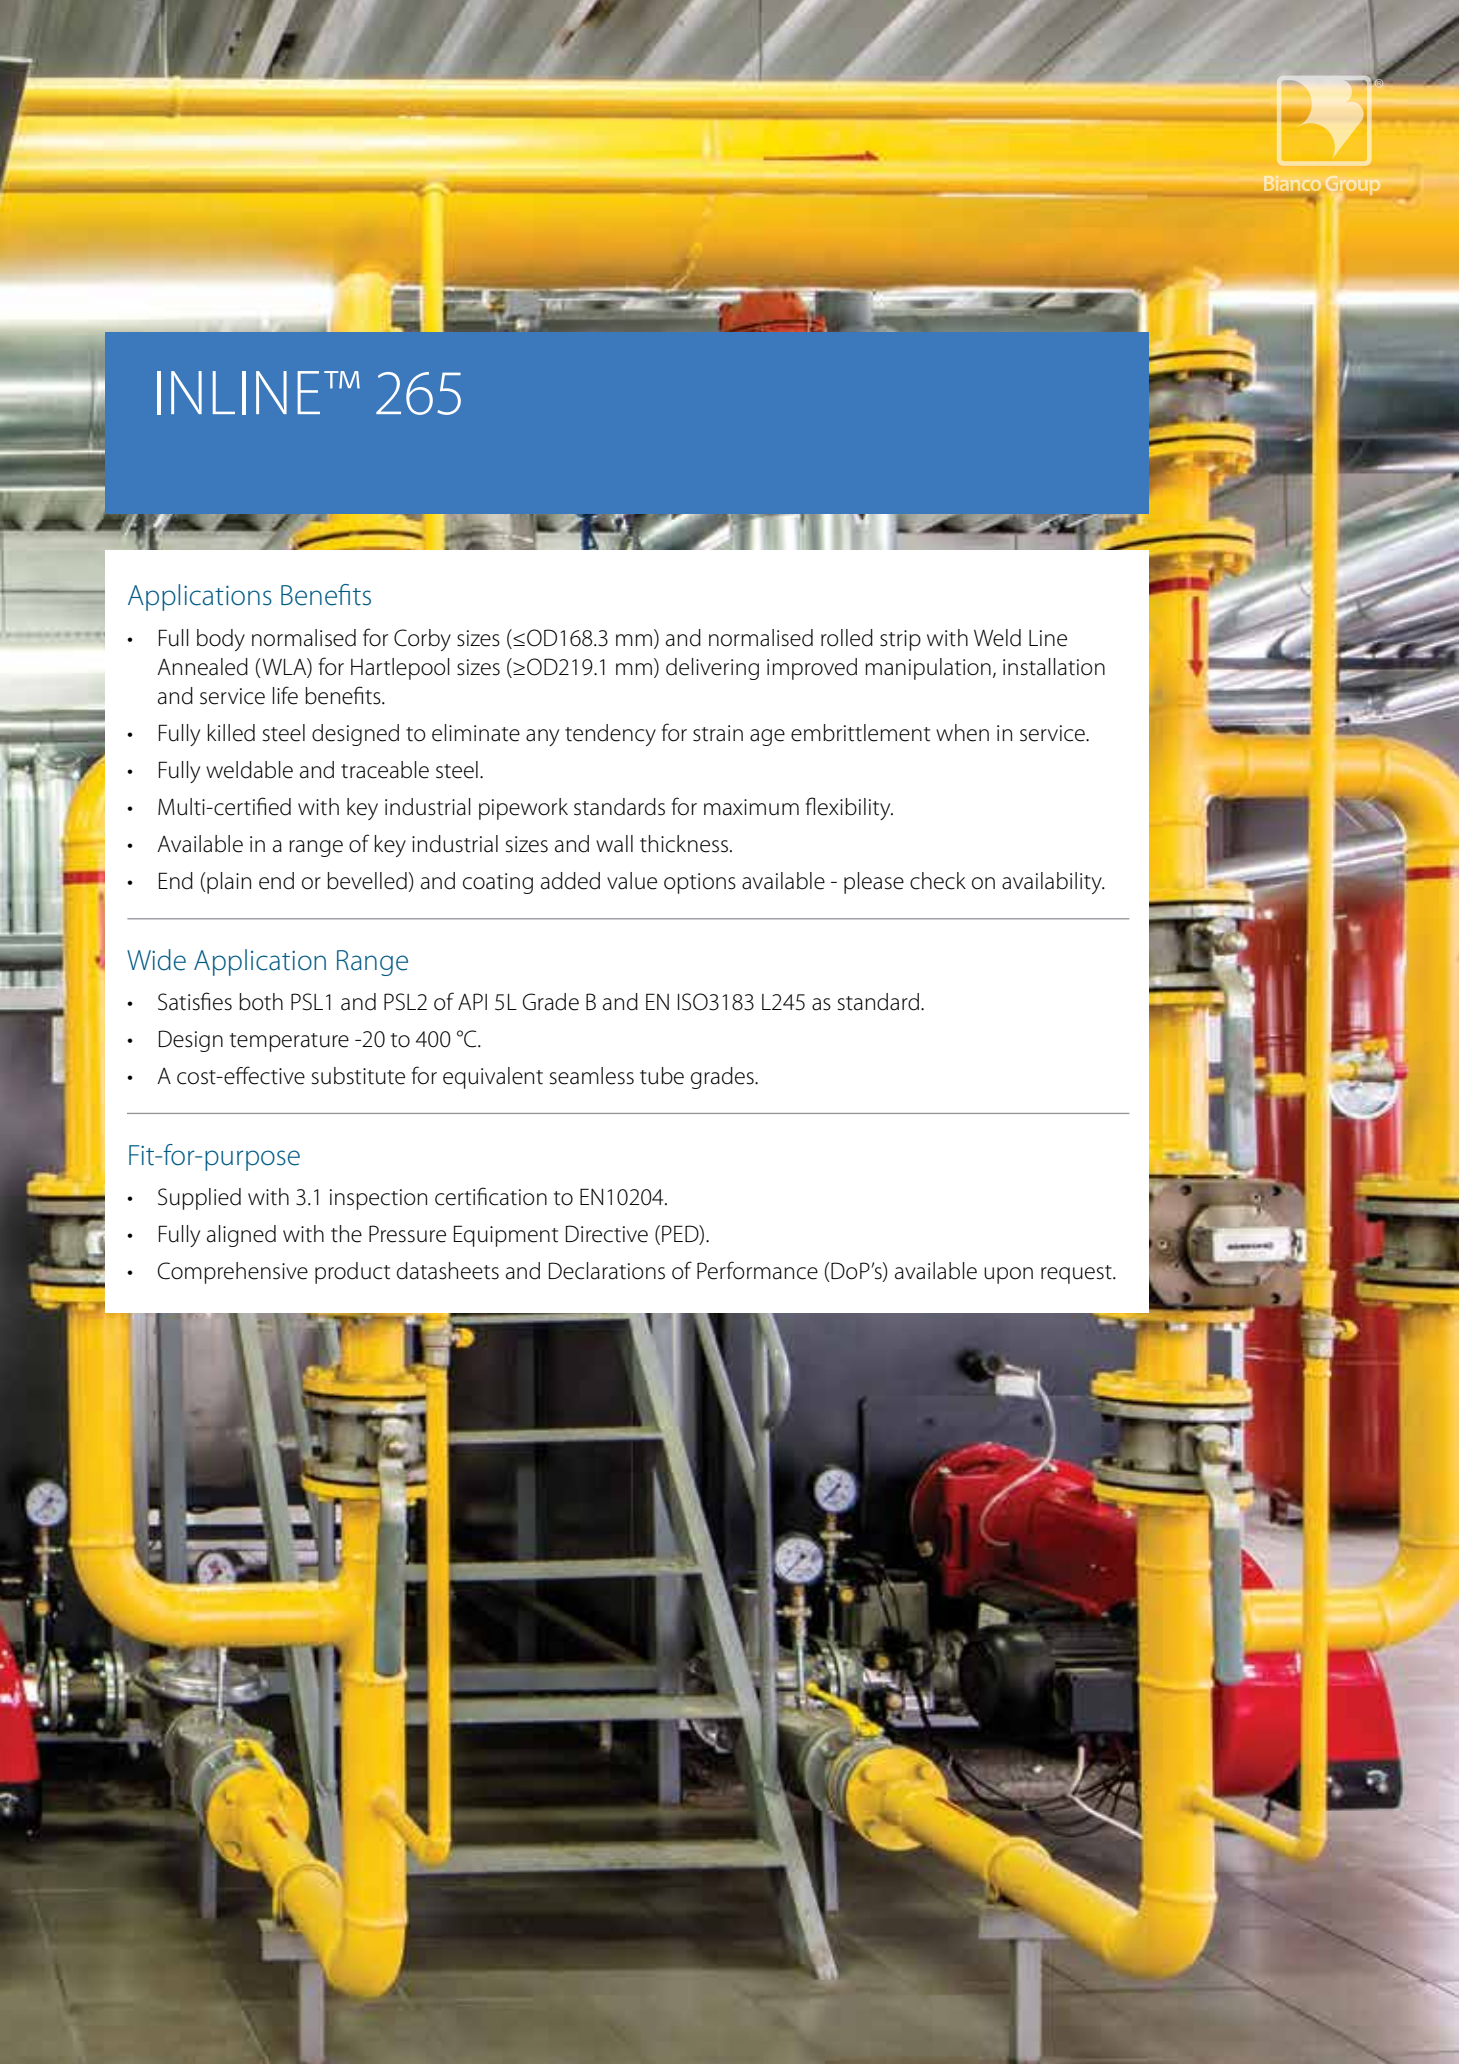 ®
Bianco Group
INLINE™ 265
Applications Benefits
• Full body normalised for Corby sizes (≤OD168.3 mm) and normalised rolled strip with Weld Line
Annealed (WLA) for Hartlepool sizes (≥OD219.1 mm) delivering improved manipulation, installation
and service life benefits.
• Fully killed steel designed to eliminate any tendency for strain age embrittlement when in service.
• Fully weldable and traceable steel.
• Multi-certified with key industrial pipework standards for maximum flexibility.
• Available in a range of key industrial sizes and wall thickness.
• End (plain end or bevelled) and coating added value options available - please check on availability.
Wide Application Range
• Satisfies both PSL1 and PSL2 of API 5L Grade B and EN ISO3183 L245 as standard.
• Design temperature -20 to 400 °C.
• A cost-effective substitute for equivalent seamless tube grades.
Fit-for-purpose
• Supplied with 3.1 inspection certification to EN10204.
• Fully aligned with the Pressure Equipment Directive (PED).
• Comprehensive product datasheets and Declarations of Performance (DoP’s) available upon request.